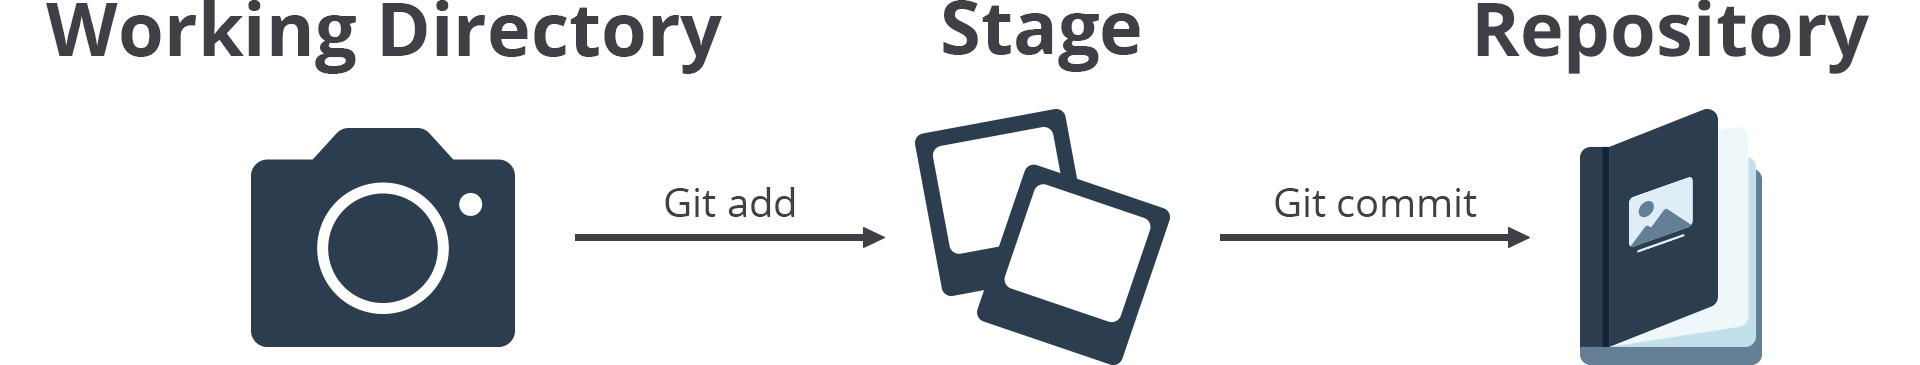 Working Directory
Stage
Repository
Git add
Git commit